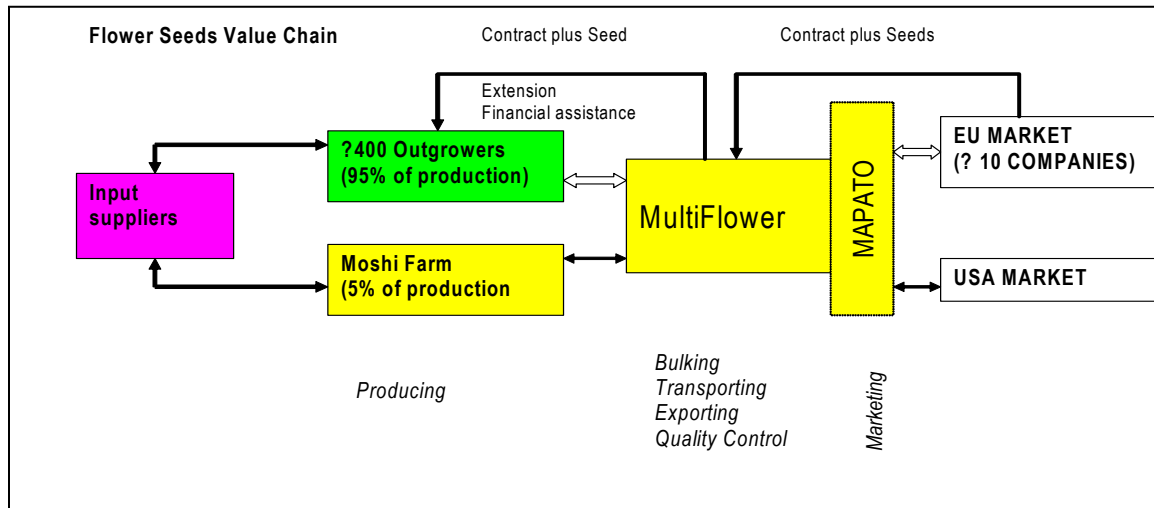 Flower Seeds Value Chain
Contract plus Seed
Contract plus Seeds
Extension
Financial assistance
?400 Outgrowers
(95% of production)
Input
suppliers
MultiFlower
MAPATO
EU MARKET
(? 10 COMPANIES)
Moshi Farm
(5% of production
USA MARKET
Producing
Bulking
Transporting
Exporting
Quality Control
Marketing